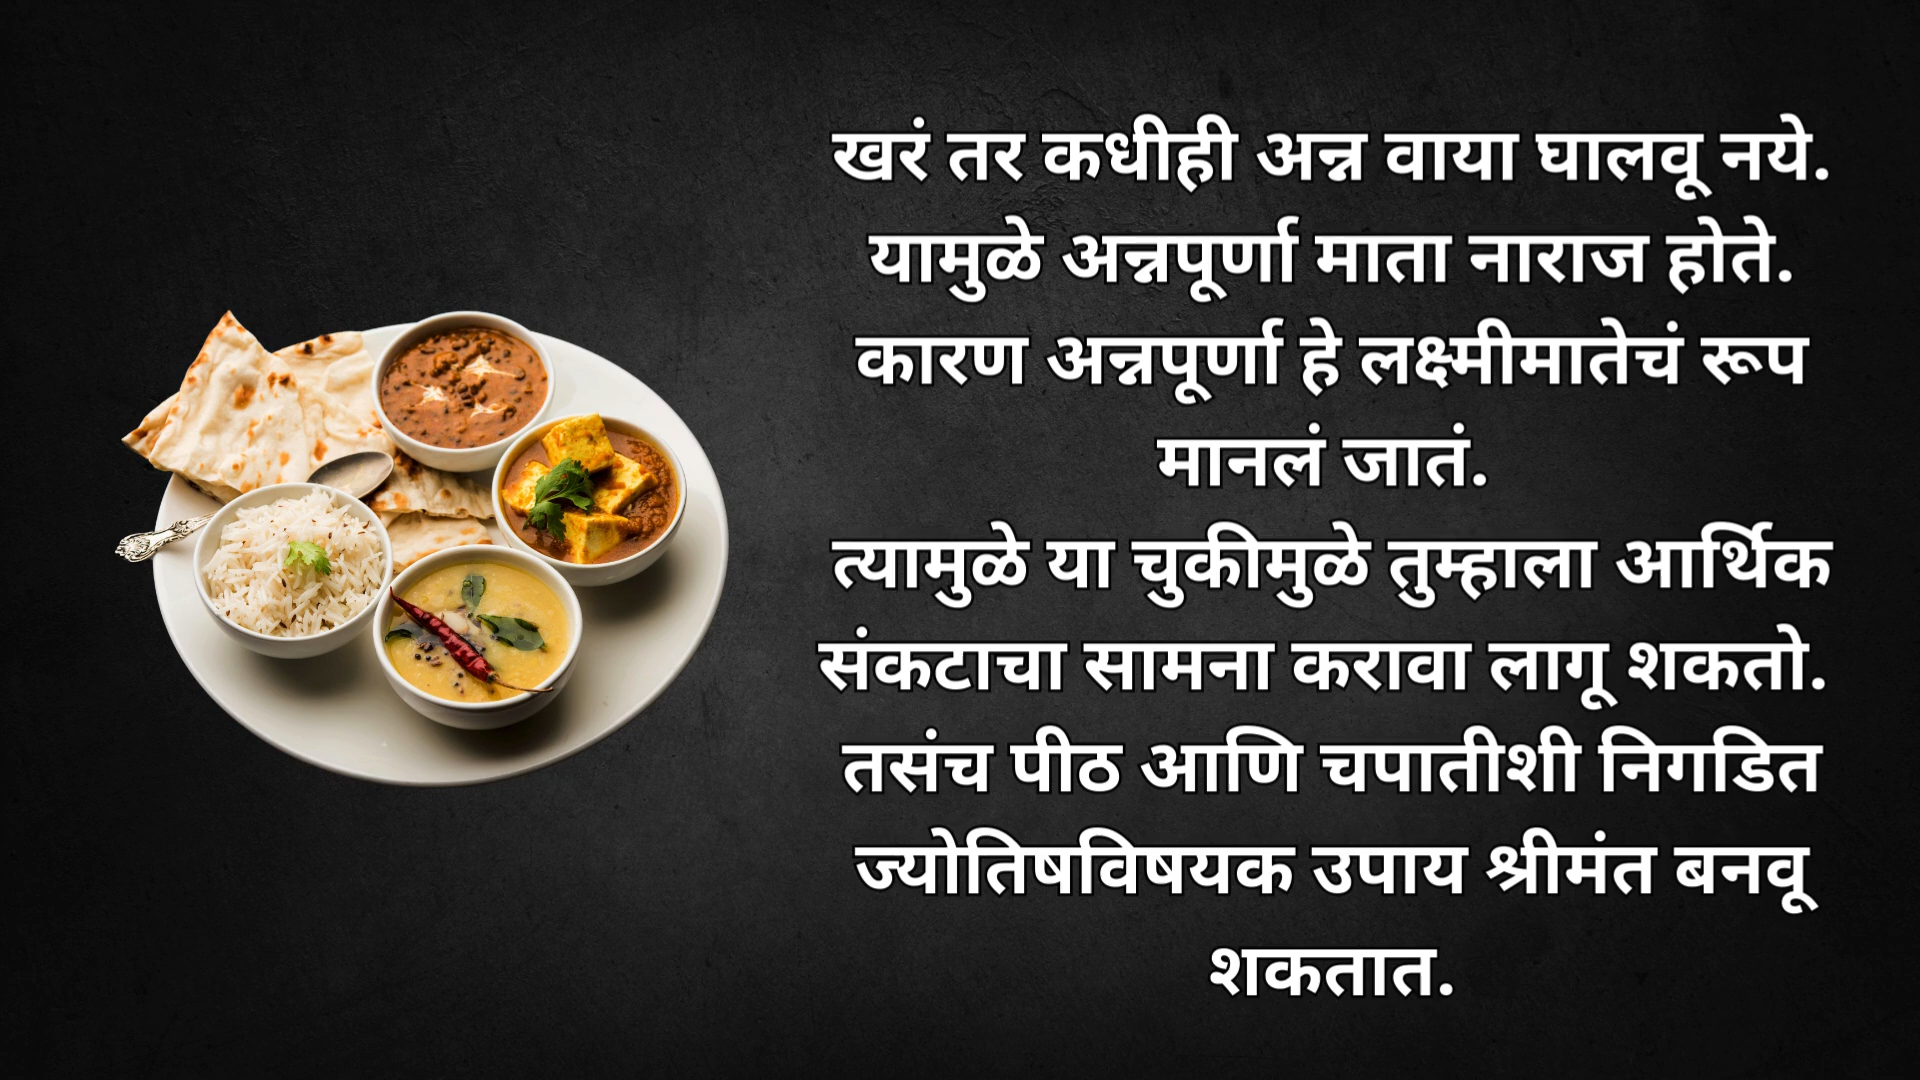 खरं तर कधीही अन्न वाया घालवू नये.
यामुळे अन्नपूर्णा माता नाराज होते.
कारण अन्नपूर्णा हे लक्ष्मीमातेचं रूप
मानलं जातं.
त्यामुळे या चुकीमुळे तुम्हाला आर्थिक
संकटाचा सामना करावा लागू शकतो.
तसंच पीठ आणि चपातीशी निगडित
ज्योतिषविषयक उपाय श्रीमंत बनवू
शकतात.